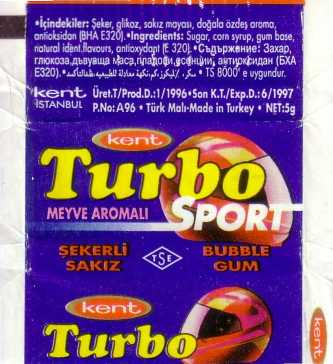 •İçindekiler: Şeker, glikoz, sakız mayası, doğala özdeş aroma,
antioksidan (BHA E320).•Ingredients: Sugar, corn syrup, gum base,
natural ident.flavours, antioxydant (E 320).•Съдържание: Захар,
глюкоза,дъвуща маса, есенции, антиоксидан (БХА
E320).• • TS 8000' e uygundur.
kent Üret.T/Prod.D.:1/1996•Son K.T./Exp.D.:6/1997
İSTANBUL P.No:A96 • Türk Malı-Made in Turkey • NET:5g
kent
Turbo
MEYVE AROMALI SPORT
ŞEKERLİ SAKIZ
TSE
BUBBLE GUM
kent
Turbo
kent